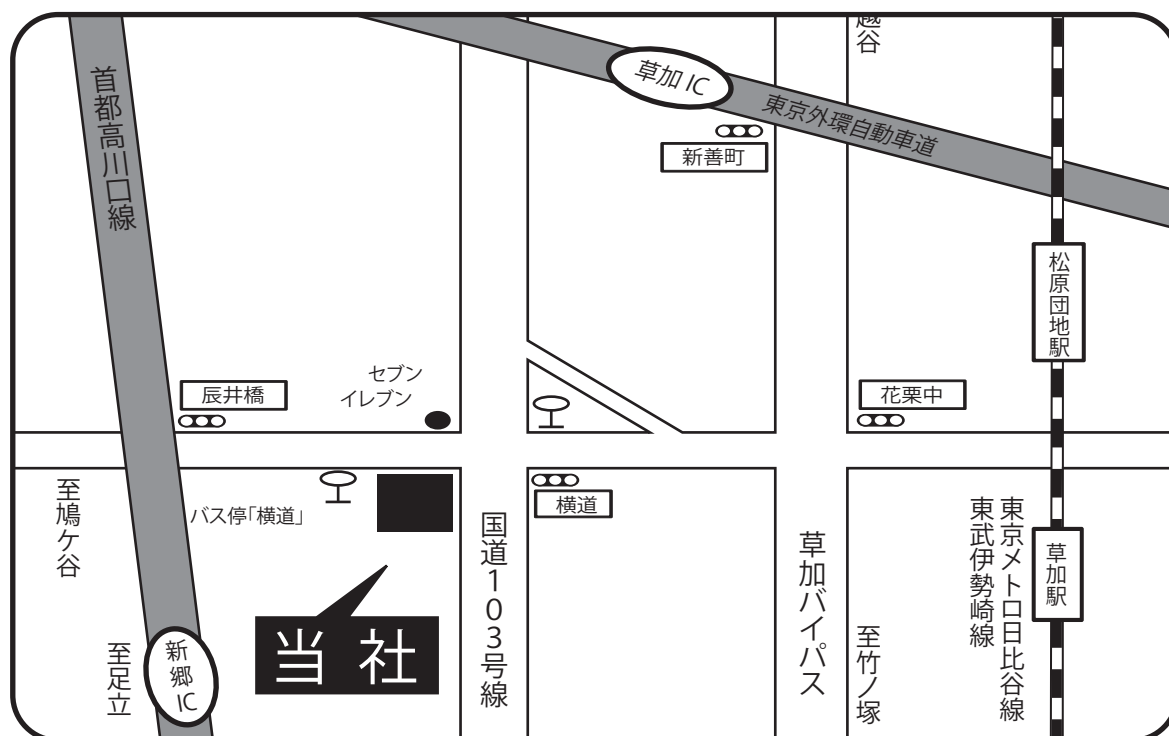 首都高川口線
草加 IC
東京外環自動車道
越谷
新善町
松原団地駅
辰井橋
セブン
イレブン
花栗中
至鳩ケ谷
バス停「横道」
横道
国道103号線
草加バイパス
東京メトロ日比谷線
東武伊勢崎線
草加駅
当社
至足立
新郷
IC
至竹ノ塚